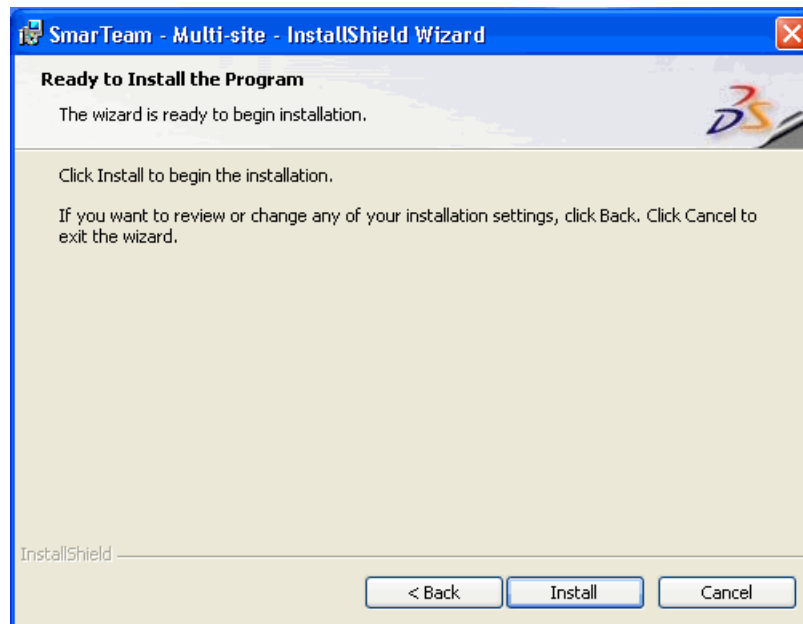 SmarTeam - Multi-site - InstallShield Wizard
Ready to Install the Program
The wizard is ready to begin installation.
Click Install to begin the installation.
If you want to review or change any of your installation settings, click Back. Click Cancel to
exit the wizard.
InstallShield
< Back
Install
Cancel